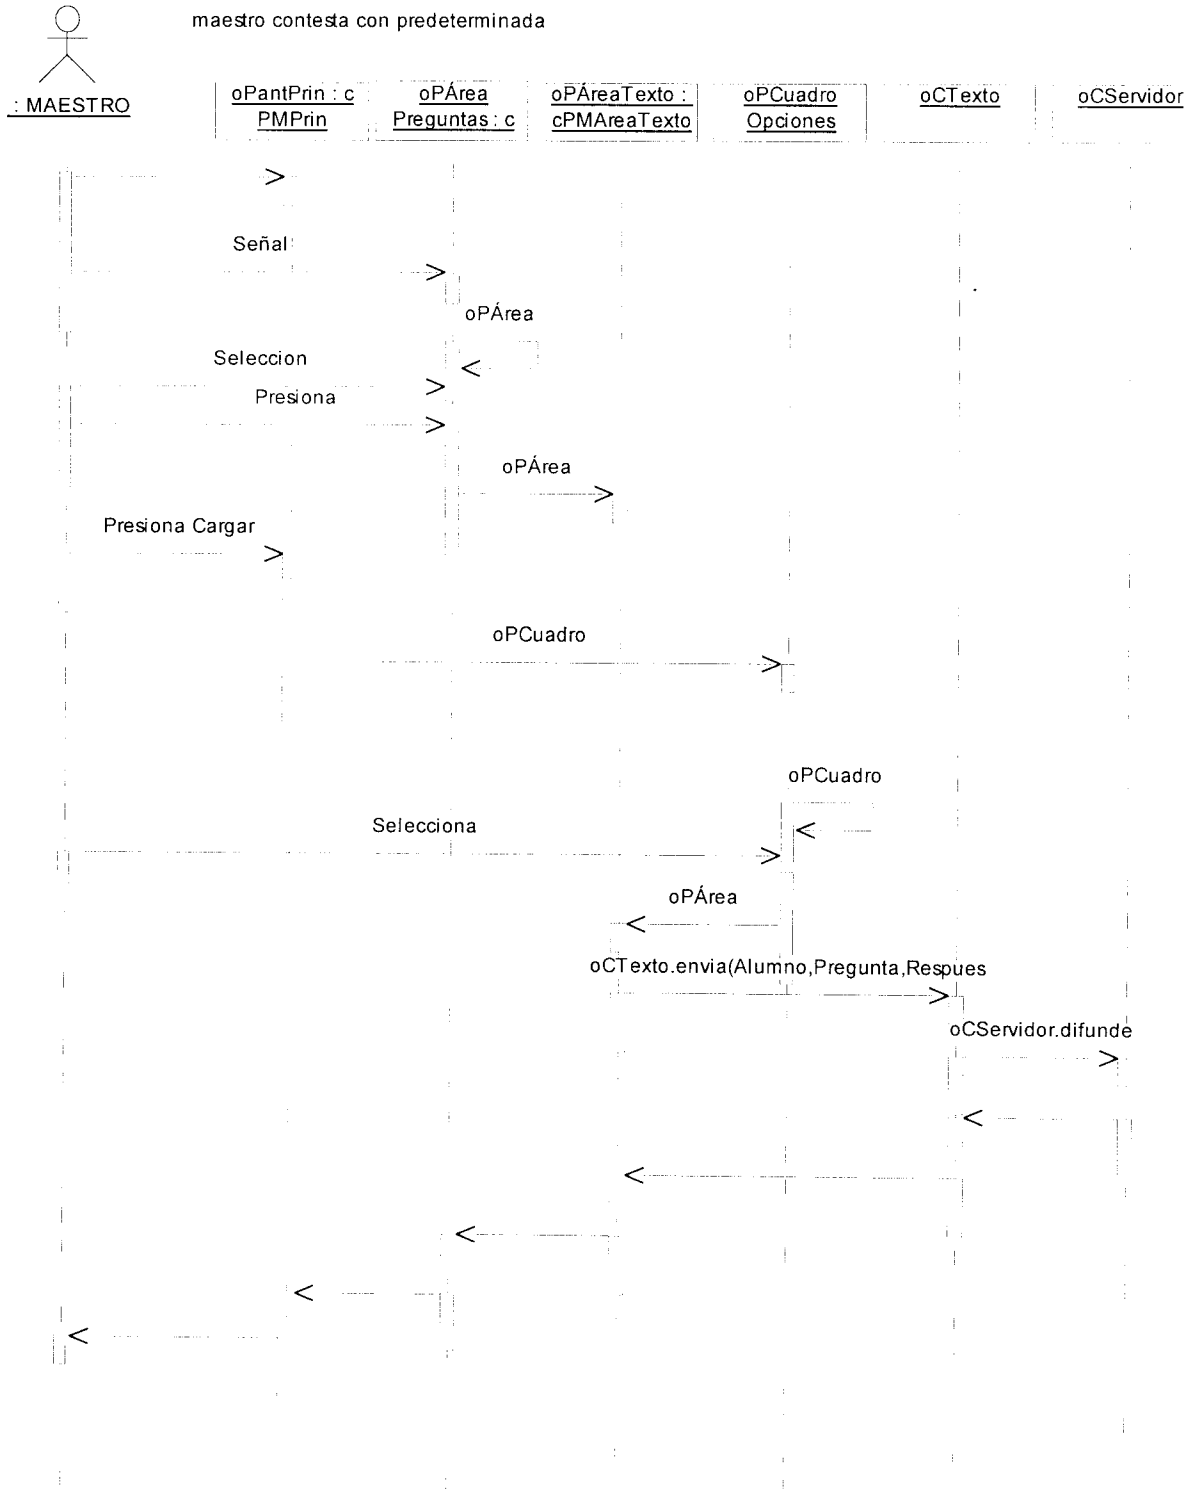 maestro contesta con predeterminada
: MAESTRO
oPantPrin : c
PMPrin
oPÁrea
Preguntas : c
oPÁreaTexto :
cPMAreaTexto
oPCuadro
Opciones
oCTexto
oCServidor
Señal
oPÁrea
Seleccion
Presiona
oPÁrea
Presiona Cargar
oPCuadro
oPCuadro
Selecciona
oPÁrea
oCTexto.envia(Alumno,Pregunta,Respues
oCServidor.difunde